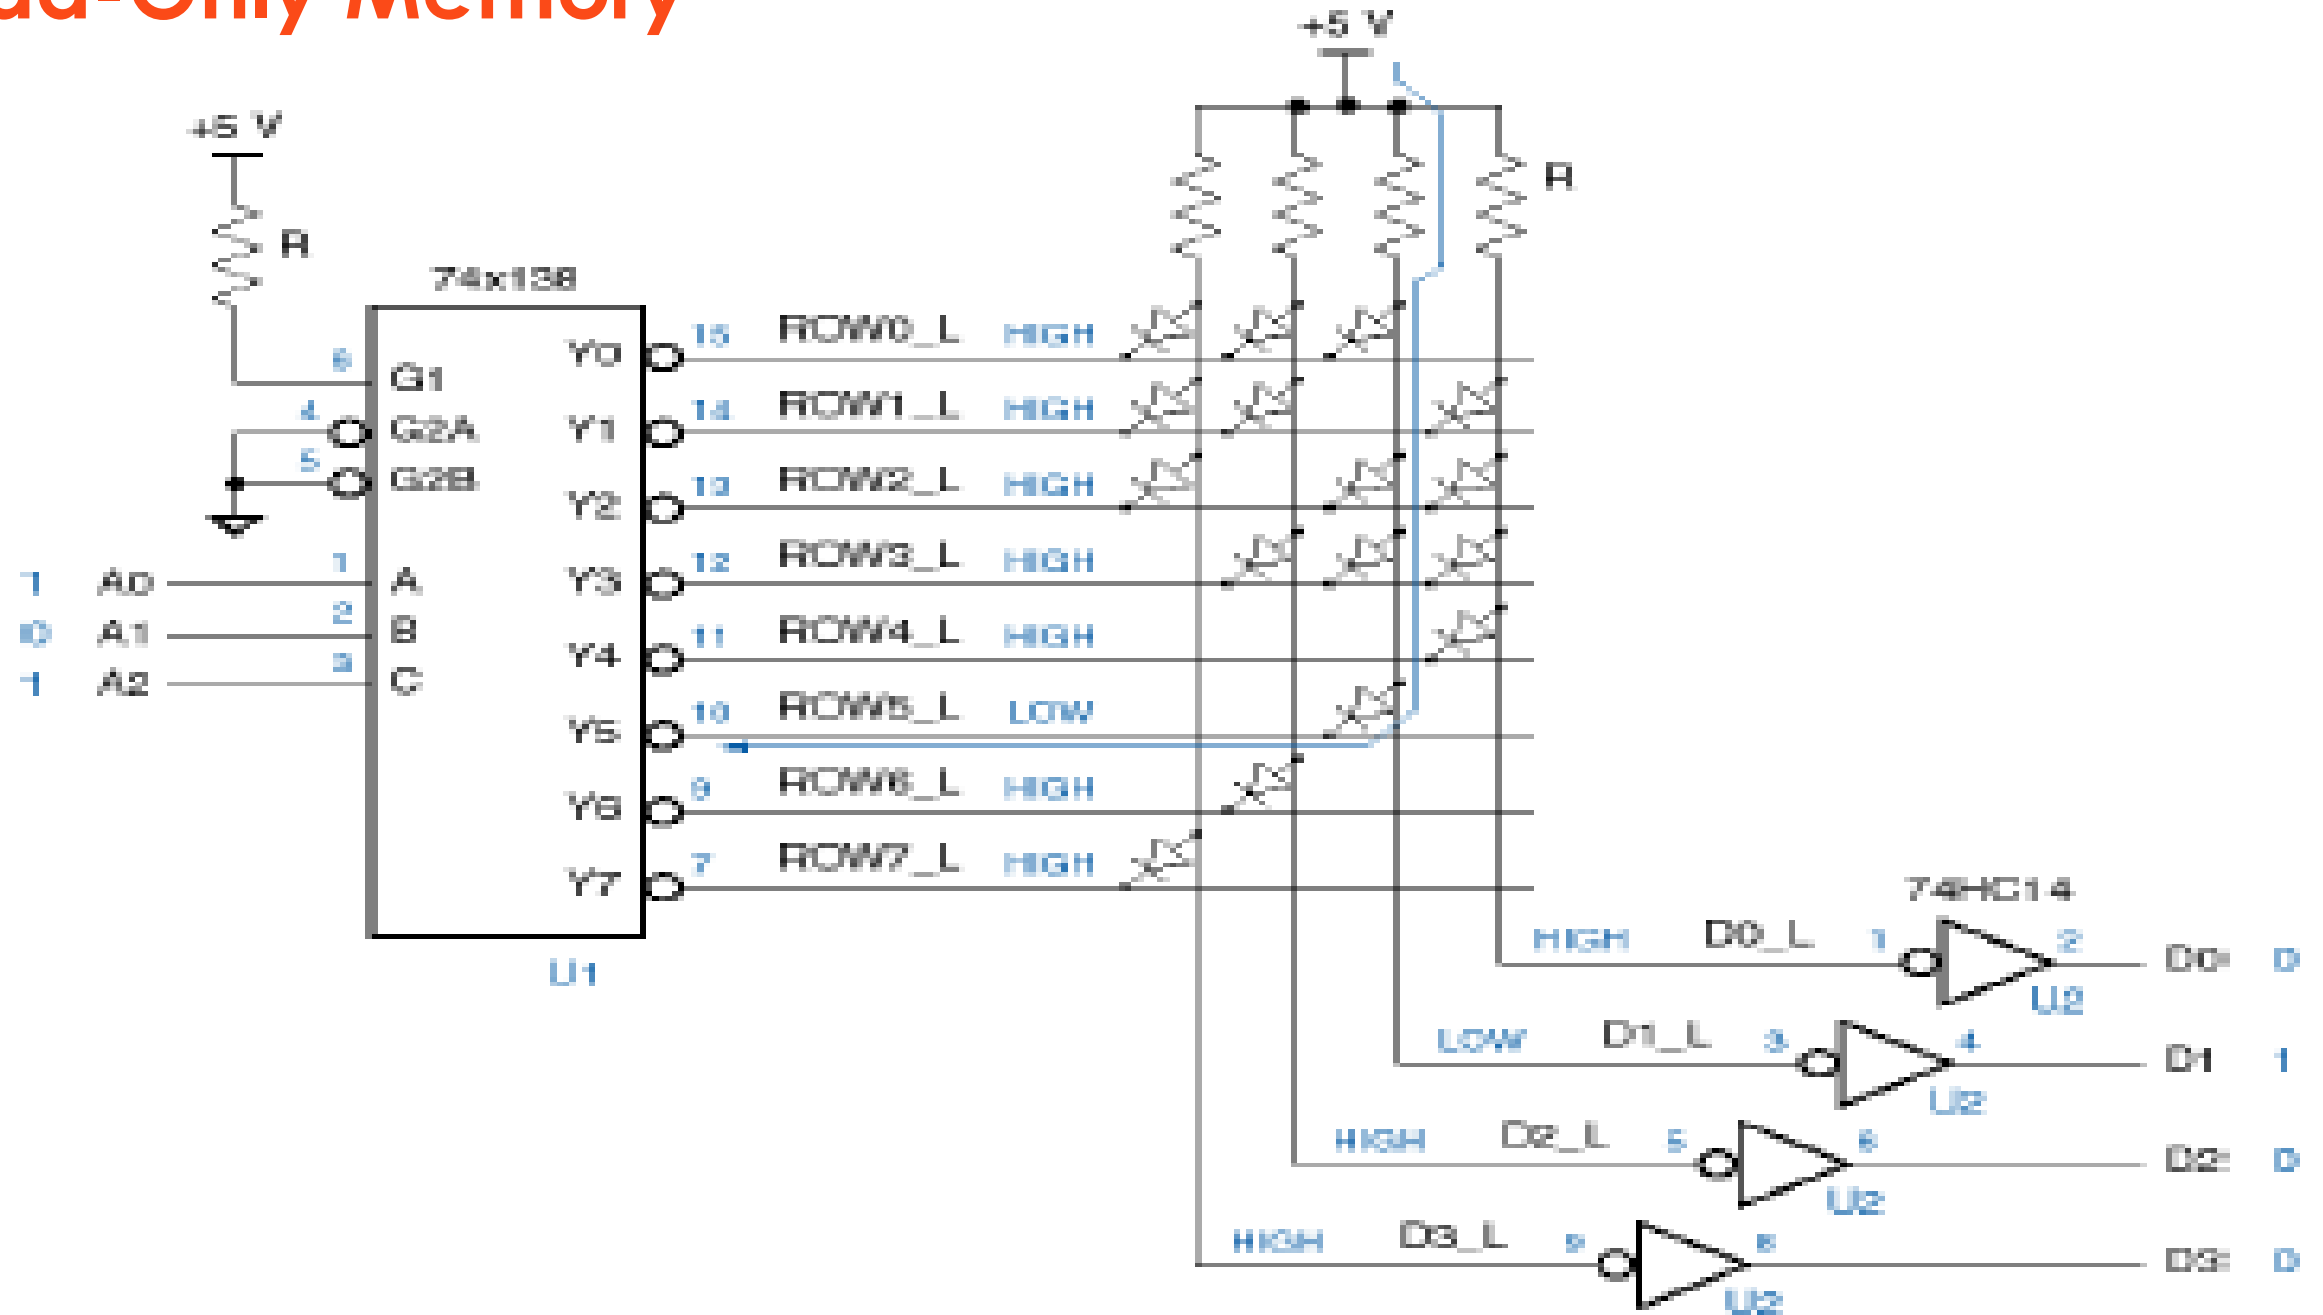 ad-Only Memory
+5 V
+5 V
R
R
74x138
6 G1
4 G2A
5 G2B
1 A0 1 A
0 A1 2 B
1 A2 3 C
Y0 15 ROW0_L HIGH
Y1 14 ROW1_L HIGH
Y2 13 ROW2_L HIGH
Y3 12 ROW3_L HIGH
Y4 11 ROW4_L HIGH
Y5 10 ROW5_L LOW
Y6 9 ROW6_L HIGH
Y7 7 ROW7_L HIGH
U1
74HC14
HIGH D0_L 1 2 D0 0
U2
LOW D1_L 3 4 D1 1
U2
HIGH D2_L 5 6 D2 0
U2
HIGH D3_L 9 8 D3 0
U2